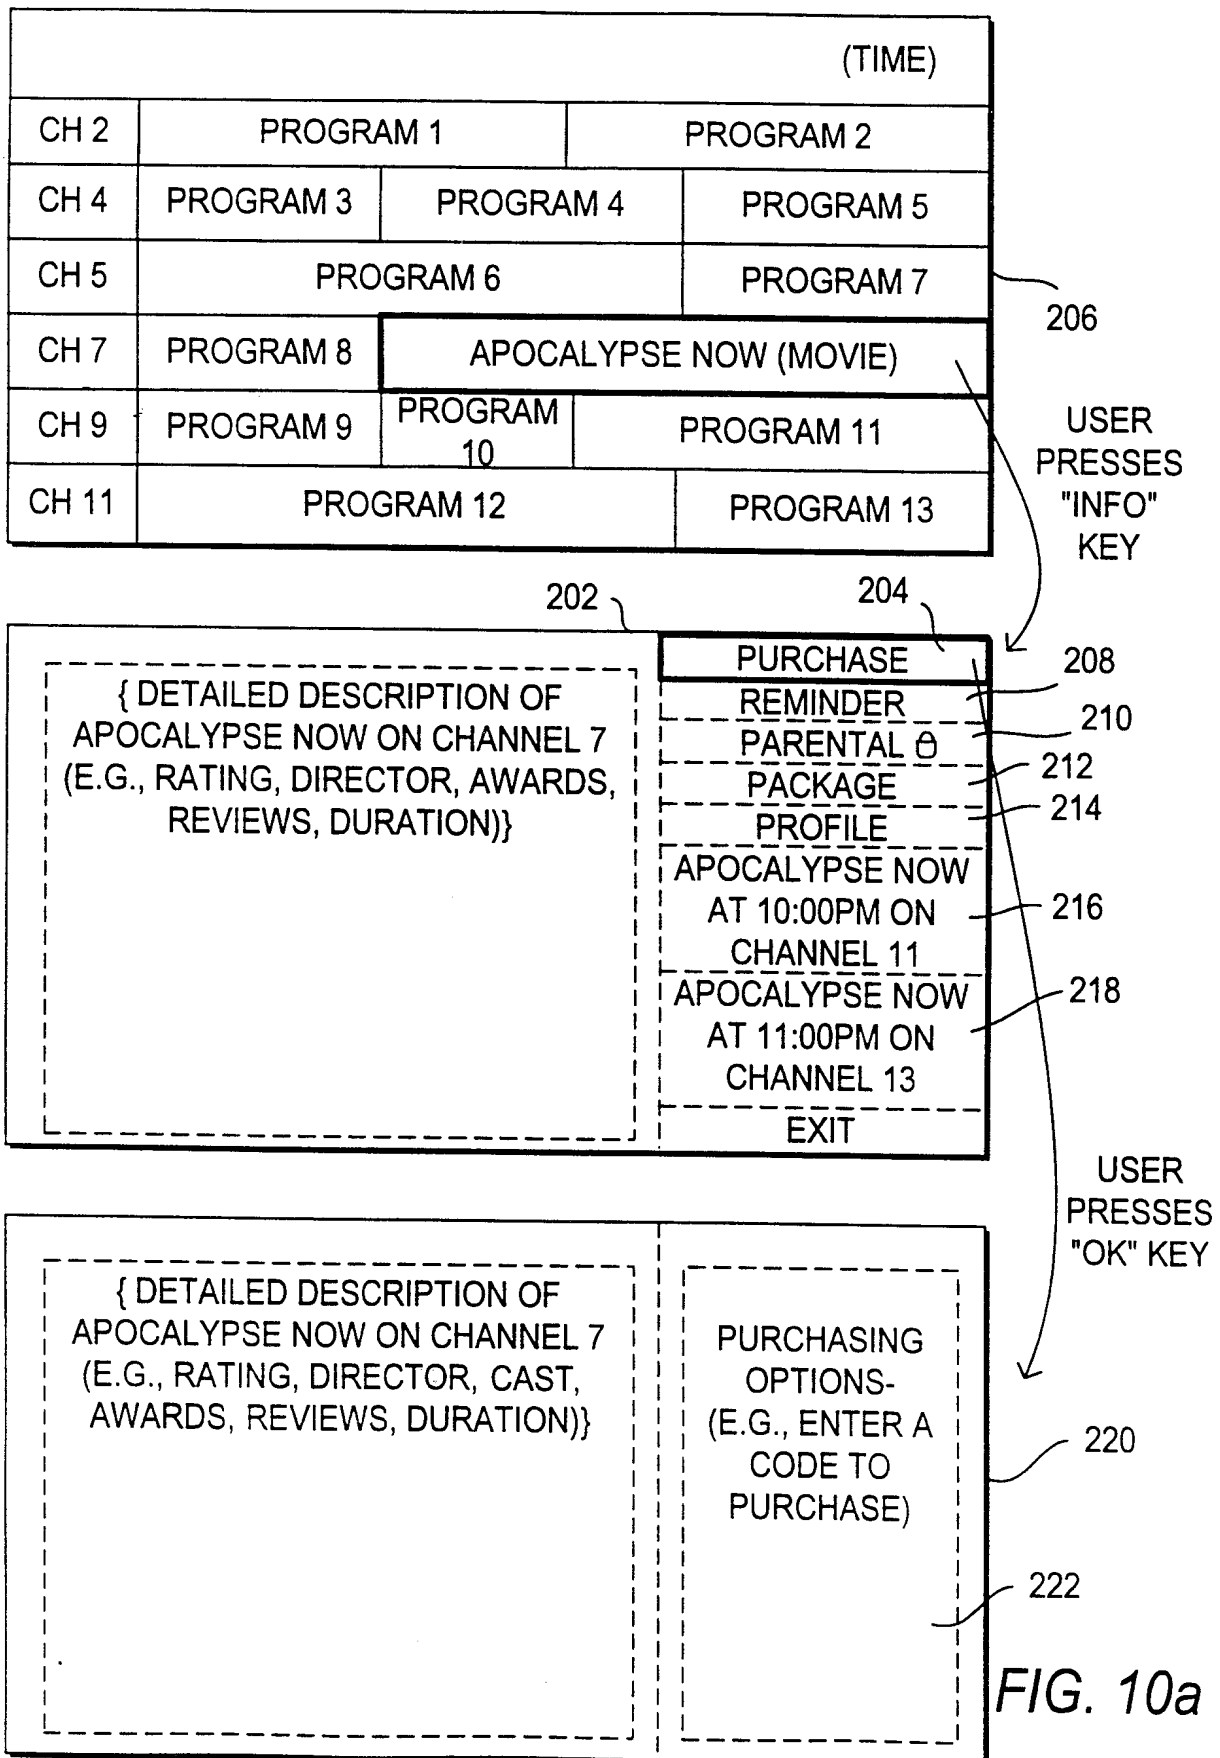 (TIME)
CH 2 PROGRAM 1 PROGRAM 2
CH 4 PROGRAM 3 PROGRAM 4 PROGRAM 5
CH 5 PROGRAM 6 PROGRAM 7
206
CH 7 PROGRAM 8 APOCALYPSE NOW (MOVIE)
CH 9 PROGRAM 9 PROGRAM
10 PROGRAM 11
CH 11 PROGRAM 12 PROGRAM 13
USER
PRESSES
"INFO"
KEY
202
204
{ DETAILED DESCRIPTION OF
APOCALYPSE NOW ON CHANNEL 7
(E.G., RATING, DIRECTOR, AWARDS,
REVIEWS, DURATION)}
PURCHASE
REMINDER
208
PARENTAL
210
PACKAGE
212
PROFILE
214
APOCALYPSE NOW
AT 10:00PM ON
CHANNEL 11
216
APOCALYPSE NOW
AT 11:00PM ON
CHANNEL 13
218
EXIT
USER
PRESSES
"OK" KEY
{ DETAILED DESCRIPTION OF
APOCALYPSE NOW ON CHANNEL 7
(E.G., RATING, DIRECTOR, CAST,
AWARDS, REVIEWS, DURATION)}
PURCHASING
OPTIONS-
(E.G., ENTER A
CODE TO
PURCHASE)
220
222
FIG. 10a